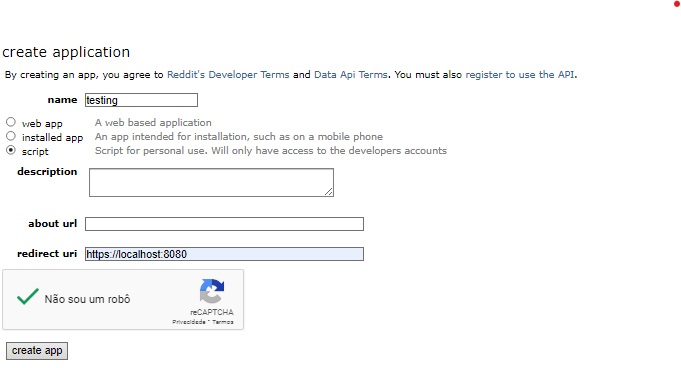 create application
By creating an app, you agree to Reddit's Developer Terms and Data Api Terms. You must also register to use the API.
name testing
web app A web based application
installed app An app intended for installation, such as on a mobile phone
script Script for personal use. Will only have access to the developers accounts
description
about url
redirect uri https://localhost:8080
Não sou um robô
reCAPTCHA
Privacidade - Termos
create app